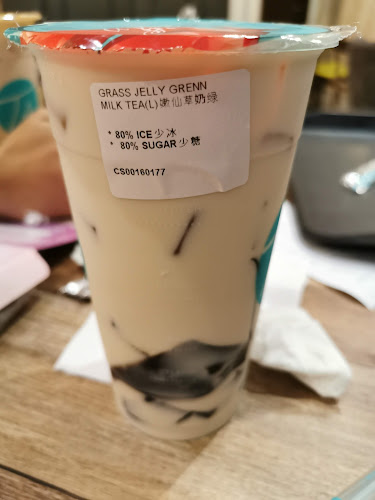 GRASS JELLY GRENN
MILK TEA(L)嫩仙草奶绿
* 80% ICE少冰
* 80% SUGAR少糖
CS00160177